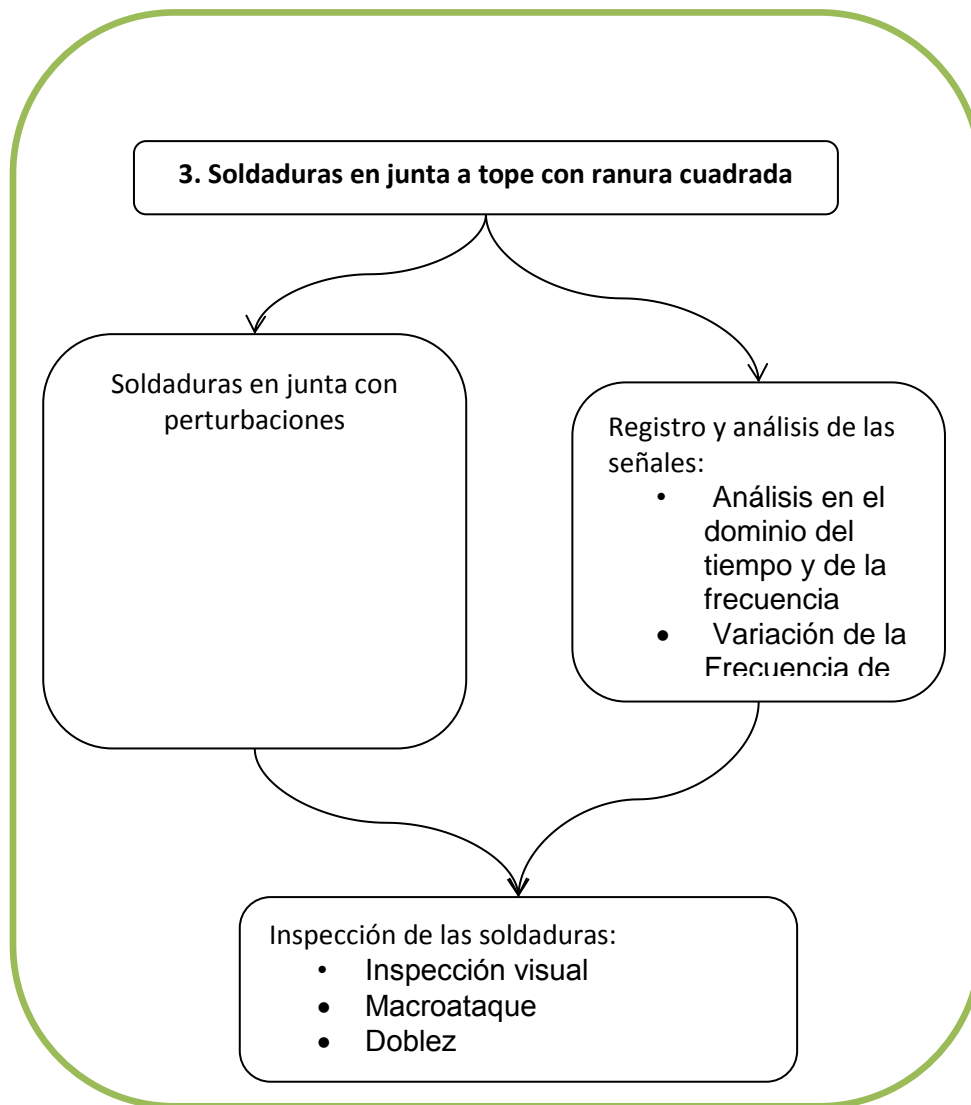 3. Soldaduras en junta a tope con ranura cuadrada
Soldaduras en junta con
perturbaciones
Registro y análisis de las
señales:
• Análisis en el
dominio del
tiempo y de la
frecuencia
• Variación de la
Frecuencia de
Inspección de las soldaduras:
• Inspección visual
• Macroataque
• Doblez